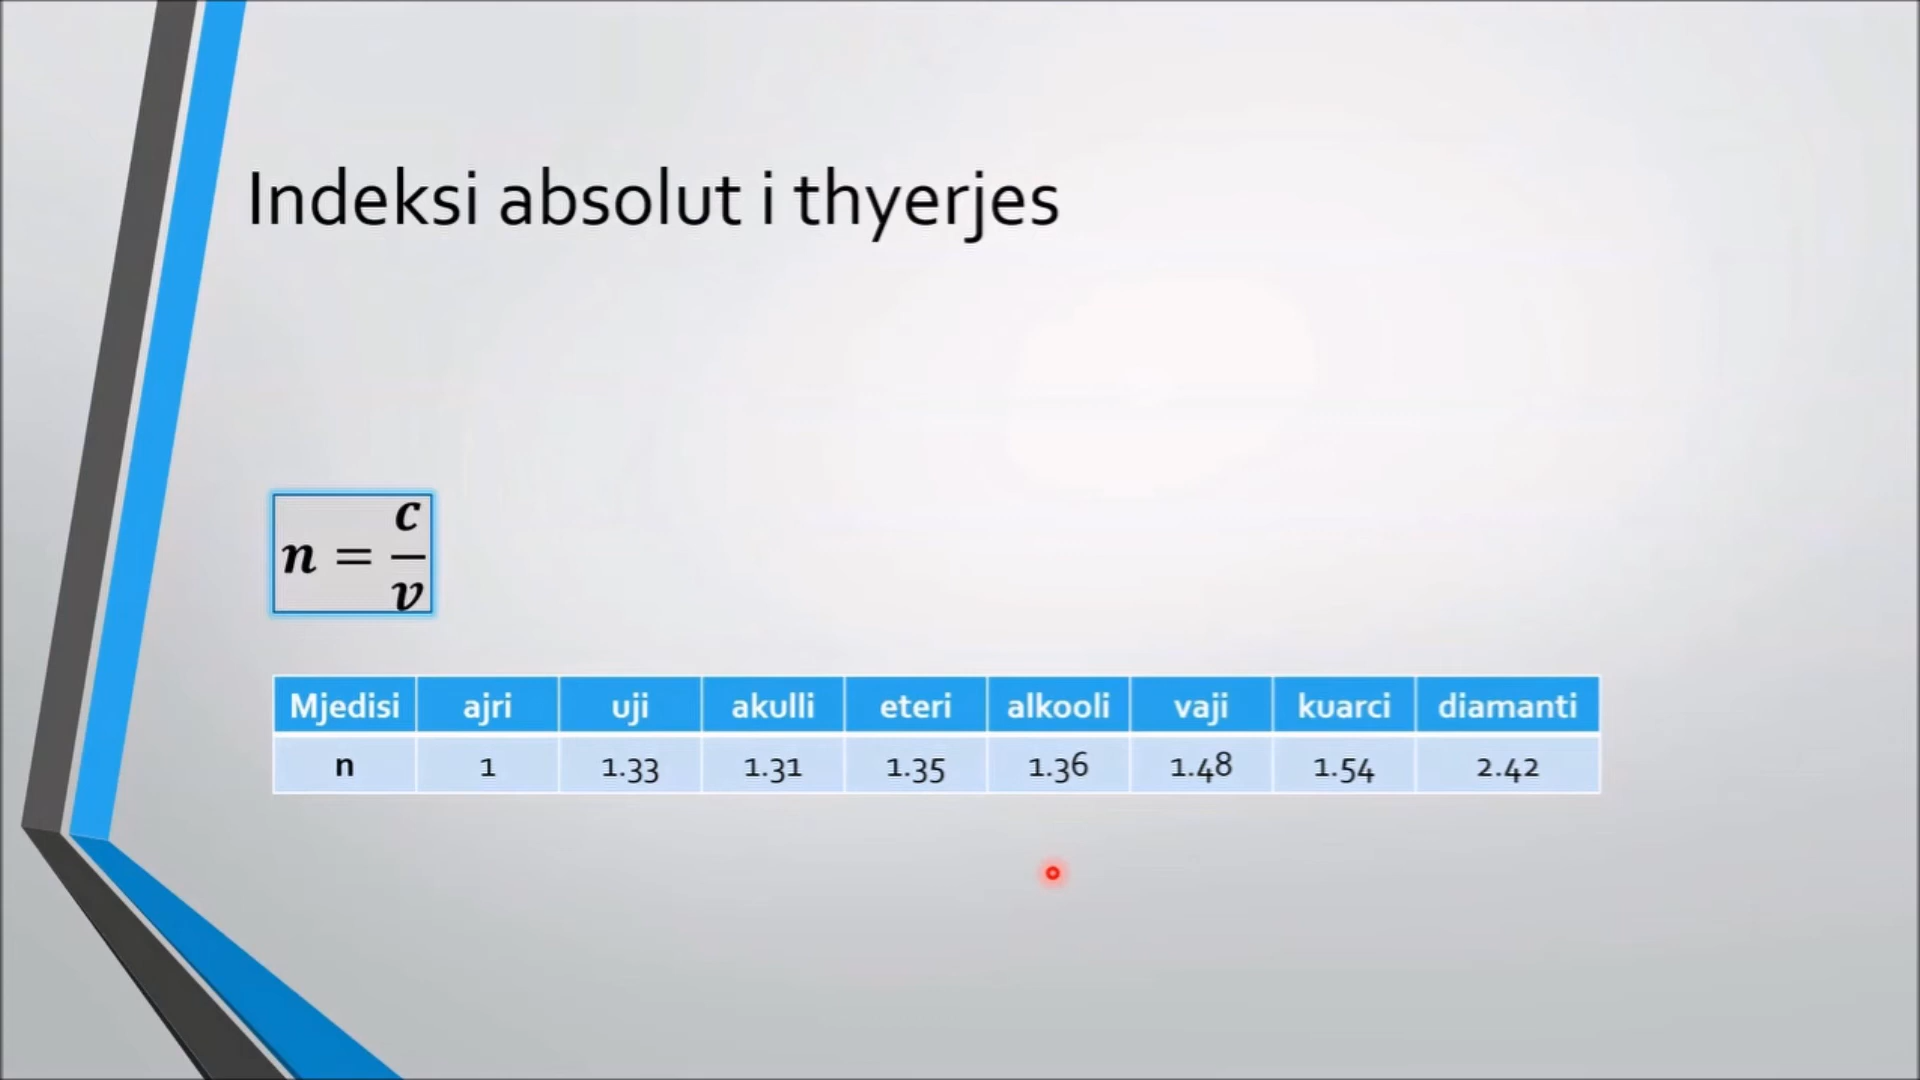 Indeksi absolut i thyerjes
n = c/v
Mjedisi ajri uji akulli eteri alkooli vaji kuarci diamanti
n 1 1.33 1.31 1.35 1.36 1.48 1.54 2.42